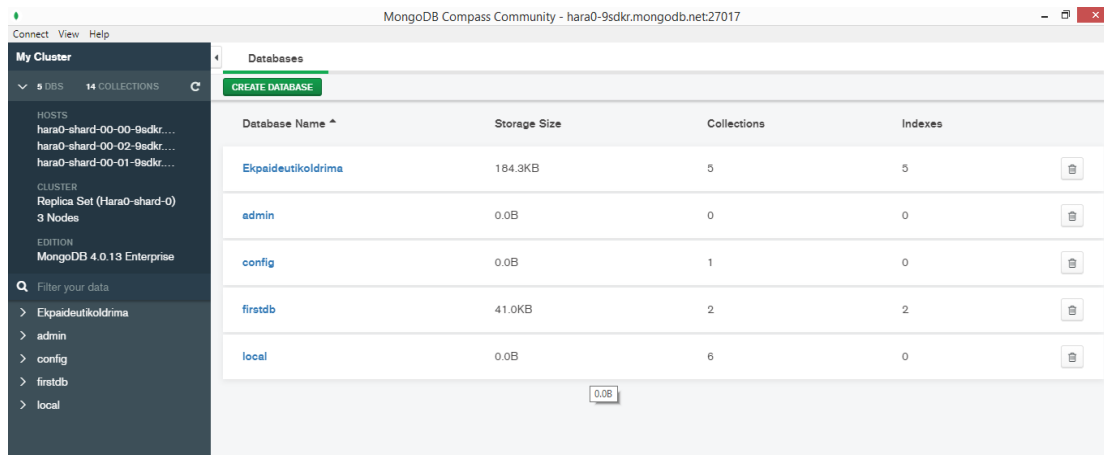 MongoDB Compass Community - hara0-9sdkr.mongodb.net:27017
Connect View Help
My Cluster
5 DBS 14 COLLECTIONS
HOSTS
hara0-shard-00-00-9sdkr....
hara0-shard-00-02-9sdkr....
hara0-shard-00-01-9sdkr....
CLUSTER
Replica Set (Hara0-shard-0)
3 Nodes
EDITION
MongoDB 4.0.13 Enterprise
Filter your data
Ekpaideutikoldrima
admin
config
firstdb
local
Databases
CREATE DATABASE
Database Name Storage Size Collections Indexes
Ekpaideutikoldrima 184.3KB 5 5
admin 0.0B 0 0
config 0.0B 1 0
firstdb 41.0KB 2 2
local 0.0B 6 0
0.0B